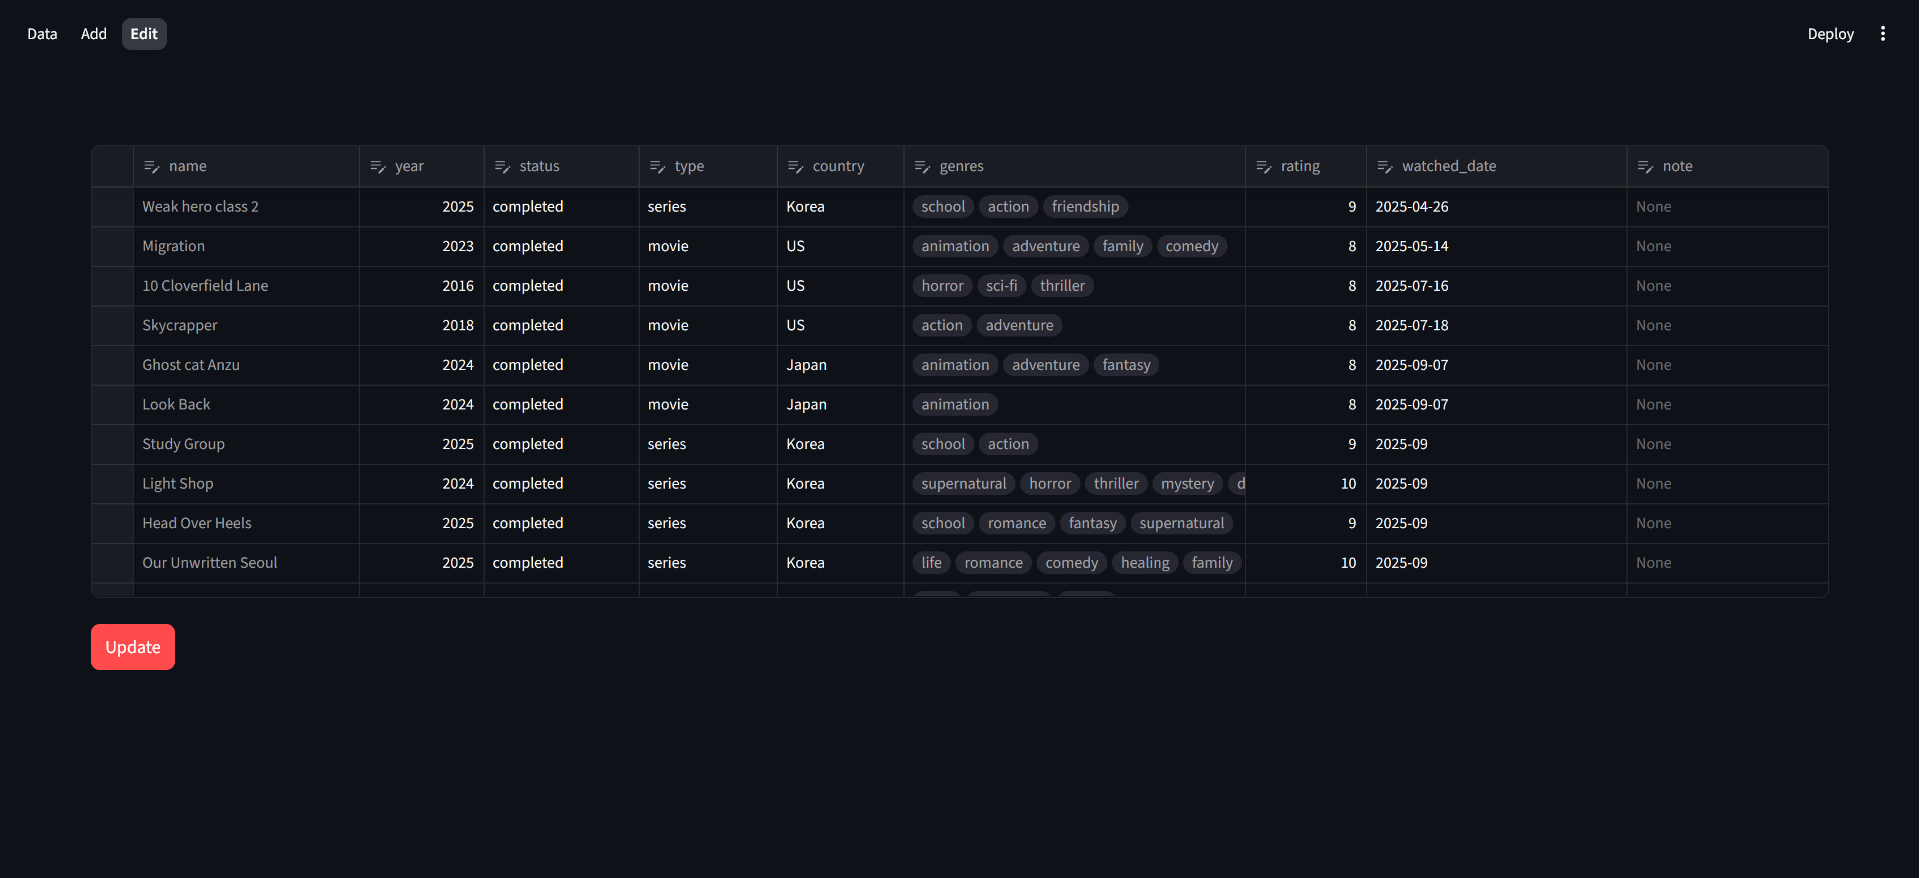 Data Add Edit Deploy
name year status type country genres rating watched_date note
Weak hero class 2 2025 completed series Korea school action friendship 9 2025-04-26 None
Migration 2023 completed movie US animation adventure family comedy 8 2025-05-14 None
10 Cloverfield Lane 2016 completed movie US horror sci-fi thriller 8 2025-07-16 None
Skycrapper 2018 completed movie US action adventure 8 2025-07-18 None
Ghost cat Anzu 2024 completed movie Japan animation adventure fantasy 8 2025-09-07 None
Look Back 2024 completed movie Japan animation 8 2025-09-07 None
Study Group 2025 completed series Korea school action 9 2025-09 None
Light Shop 2024 completed series Korea supernatural horror thriller mystery d 10 2025-09 None
Head Over Heels 2025 completed series Korea school romance fantasy supernatural 9 2025-09 None
Our Unwritten Seoul 2025 completed series Korea life romance comedy healing family 10 2025-09 None
Update